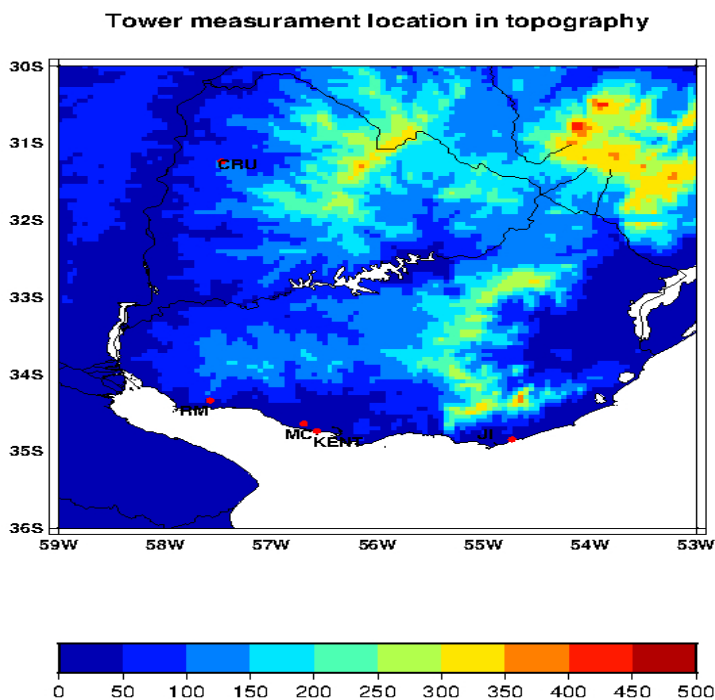 Tower measurament location in topography
30S
31S
CRU
32S
33S
34S
RM
MC
KENT
JI
35S
36S
59W 58W 57W 56W 55W 54W 53W
0 50 100 150 200 250 300 350 400 450 500